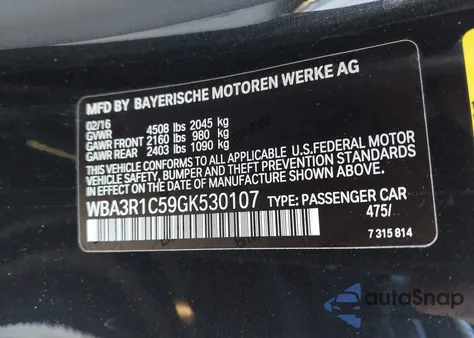 MFD BY BAYERISCHE MOTOREN WERKE AG
02/16
GVWR 4508 lbs 2045 kg
GAWR FRONT 2160 lbs 980 kg
GAWR REAR 2403 lbs 1090 kg
THIS VEHICLE CONFORMS TO ALL APPLICABLE U.S.FEDERAL MOTOR
VEHICLE SAFETY, BUMPER AND THEFT PREVENTION STANDARDS
IN EFFECT ON THE DATE OF MANUFACTURE SHOWN ABOVE.
WBA3R1C59GK530107 TYPE: PASSENGER CAR
475/
7 315 814
autoSnap